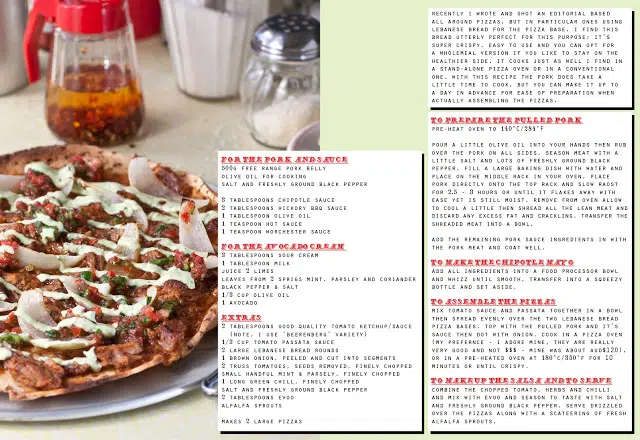 FOR THE PORK AND SAUCE
500g FREE RANGE PORK BELLY
OLIVE OIL FOR COOKING
SALT AND FRESHLY GROUND BLACK PEPPER
3 TABLESPOONS CHIPOTLE SAUCE
2 TABLESPOONS HICKORY BBQ SAUCE
1 TABLESPOON OLIVE OIL
1 TEASPOON HOT SAUCE
1 TEASPOON WORCHESTER SAUCE
FOR THE AVOCADO CREAM
3 TABLESPOONS SOUR CREAM
1 TABLESPOON MILK
JUICE 2 LIMES
LEAVES FROM 2 SPRIGS MINT, PARSLEY AND CORIANDER
BLACK PEPPER & SALT
1/3 CUP OLIVE OIL
1 AVOCADO
EXTRAS
2 TABLESPOONS GOOD QUALITY TOMATO KETCHUP/SAUCE
(NOTE, I USE 'BEERENBERG' VARIETY)
1/3 CUP TOMATO PASSATA SAUCE
2 LARGE LEBANESE BREAD ROUNDS
1 BROWN ONION, PEELED AND CUT INTO SEGMENTS
2 TRUSS TOMATOES, SEEDS REMOVED, FINELY CHOPPED
SMALL HANDFUL MINT & PARSLEY, FINELY CHOPPED
1 LONG GREEN CHILL, FINELY CHOPPED
SALT AND FRESHLY GROUND BLACK PEPPER
2 TABLESPOONS EVOO
ALFALFA SPROUTS
MAKES 2 LARGE PIZZAS
RECENTLY I WROTE AND SHOT AN EDITORIAL BASED
ALL AROUND PIZZAS, BUT IN PARTICULAR ONES USING
LEBANESE BREAD FOR THE PIZZA BASE. I FIND THIS
BREAD UTTERLY PERFECT FOR THIS PURPOSE; IT'S
SUPER CRISPY, EASY TO USE AND YOU CAN OPT FOR
A WHOLEMEAL VERSION IF YOU LIKE TO STAY ON THE
HEALTHIER SIDE. IT COOKS JUST AS WELL I FIND IN
A STAND-ALONE PIZZA OVEN OR IN A CONVENTIONAL
ONE. WITH THIS RECIPE THE PORK DOES TAKE A
LITTLE TIME TO COOK, BUT YOU CAN MAKE IT UP TO
A DAY IN ADVANCE FOR EASE OF PREPARATION WHEN
ACTUALLY ASSEMBLING THE PIZZAS.
TO PREPARE THE PULLED PORK
PRE-HEAT OVEN TO 140°C/284°F
POUR A LITTLE OLIVE OIL INTO YOUR HANDS THEN RUB
OVER THE PORK ON ALL SIDES. SEASON MEAT WITH A
LITTLE SALT AND LOTS OF FRESHLY GROUND BLACK
PEPPER. FILL A LARGE BAKING DISH WITH WATER AND
PLACE ON THE MIDDLE RACK IN YOUR OVEN. PLACE
PORK DIRECTLY ONTO THE TOP RACK AND SLOW ROAST
FOR 2.5 - 3 HOURS OR UNTIL IT FLAKES AWAY WITH
EASE YET IS STILL MOIST. REMOVE FROM OVEN ALLOW
TO COOL A LITTLE THEN SHREAD ALL THE LEAN MEAT AND
DISCARD ANY EXCESS FAT AND CRACKLING. TRANSFER THE
SHREADED MEAT INTO A BOWL.
ADD THE REMAINING PORK SAUCE INGREDIENTS IN WITH
THE PORK MEAT AND COAT WELL.
TO MAKE THE CHIPOTLE MAYO
ADD ALL INGREDIENTS INTO A FOOD PROCESSOR BOWL
AND WHIZZ UNTIL SMOOTH. TRANSFER INTO A SQUEEZY
BOTTLE AND SET ASIDE.
TO ASSEMBLE THE PIZZAS
MIX TOMATO SAUCE AND PASSATA TOGETHER IN A BOWL
THEN SPREAD EVENLY OVER THE TWO LEBANESE BREAD
PIZZA BASES. TOP WITH THE PULLED PORK AND IT'S
SAUCE THEN DOT WITH ONION. COOK IN A PIZZA OVEN
(MY PREFERNCE - I ADORE MINE, THEY ARE REALLY
VERY GOOD AND NOT $$$ - MINE WAS ABOUT AUD$120),
OR IN A PRE-HEATED OVEN AT 180°C/350°F FOR 10
MINUTES OR UNTIL CRISPY.
TO MAKE UP THE SALSA AND TO SERVE
COMBINE THE CHOPPED TOMATO, HERBS AND CHILLI
AND MIX WITH EVOO AND SEASON TO TASTE WITH SALT
AND FRESHLY GROUND BLACK PEPPER. SERVE DRIZZLED
OVER THE PIZZAS ALONG WITH A SCATEERING OF FRESH
ALFALFA SPROUTS.